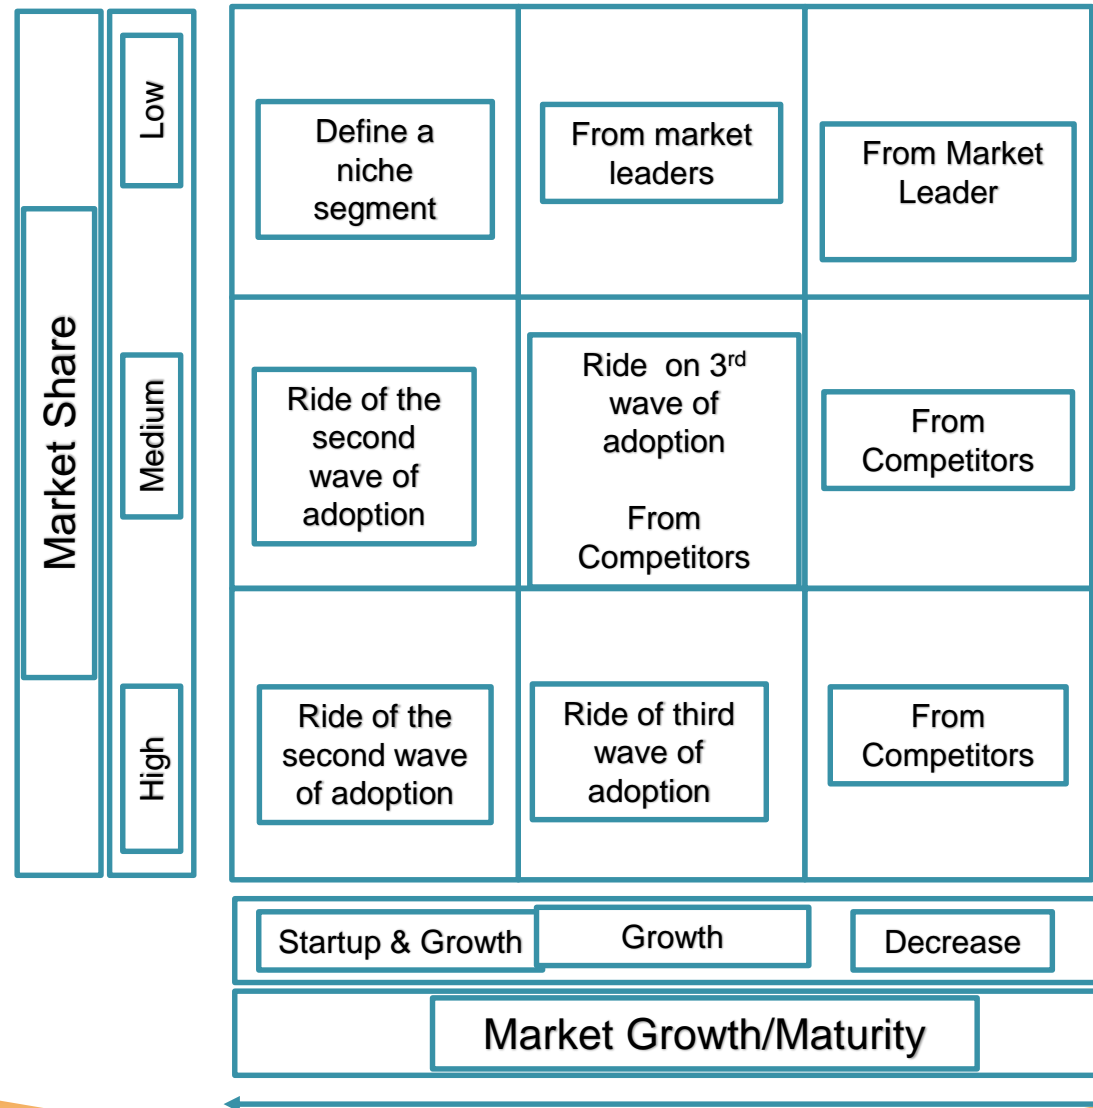 Market Share
Low
Medium
High
Define a
niche
segment
From market
leaders
From Market
Leader
Ride of the
second
wave of
adoption
Ride on 3rd
wave of
adoption
From
Competitors
From
Competitors
Ride of the
second wave
of adoption
Ride of third
wave of
adoption
From
Competitors
Startup & Growth
Growth
Decrease
Market Growth/Maturity